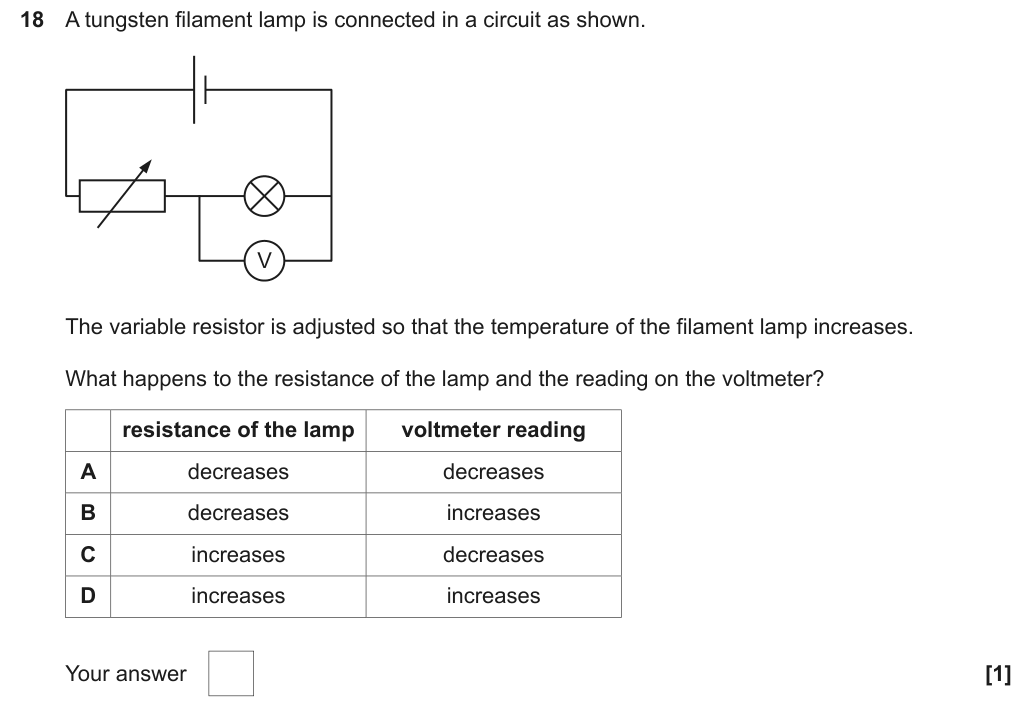 18 A tungsten filament lamp is connected in a circuit as shown.
V
The variable resistor is adjusted so that the temperature of the filament lamp increases.
What happens to the resistance of the lamp and the reading on the voltmeter?
resistance of the lamp voltmeter reading
A decreases decreases
B decreases increases
C increases decreases
D increases increases
Your answer [1]